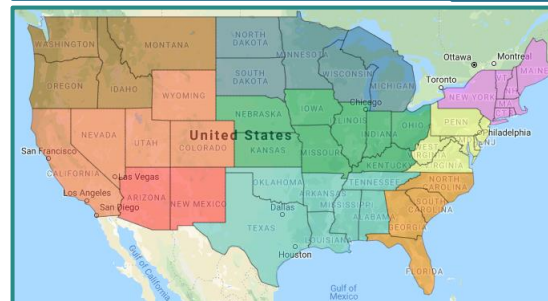 WASHINGTON
MONTANA
NORTH
DAKOTA
MINNESOTA
Ottawa
Montreal
MAINE
OREGON
IDAHO
SOUTH
DAKOTA
WISCONSIN
MICHIGAN
Toronto
NEW YORK
WYOMING
NEBRASKA
IOWA
Chicago
ILLINOIS
INDIANA
OHIO
PENN
Philadelphia
NJ
NEVADA
UTAH
COLORADO
United States
KANSAS
MISSOURI
KENTUCKY
WEST
VIRGINIA
VIRGINIA
San Francisco
CALIFORNIA
Las Vegas
Los Angeles
San Diego
ARIZONA
NEW MEXICO
OKLAHOMA
ARKANSAS
TENNESSEE
NORTH
CAROLINA
SOUTH
CAROLINA
Dallas
MISSISSIPPI
ALABAMA
GEORGIA
TEXAS
LOUISIANA
Houston
FLORIDA
Gulf of
California
Gulf of
Mexico